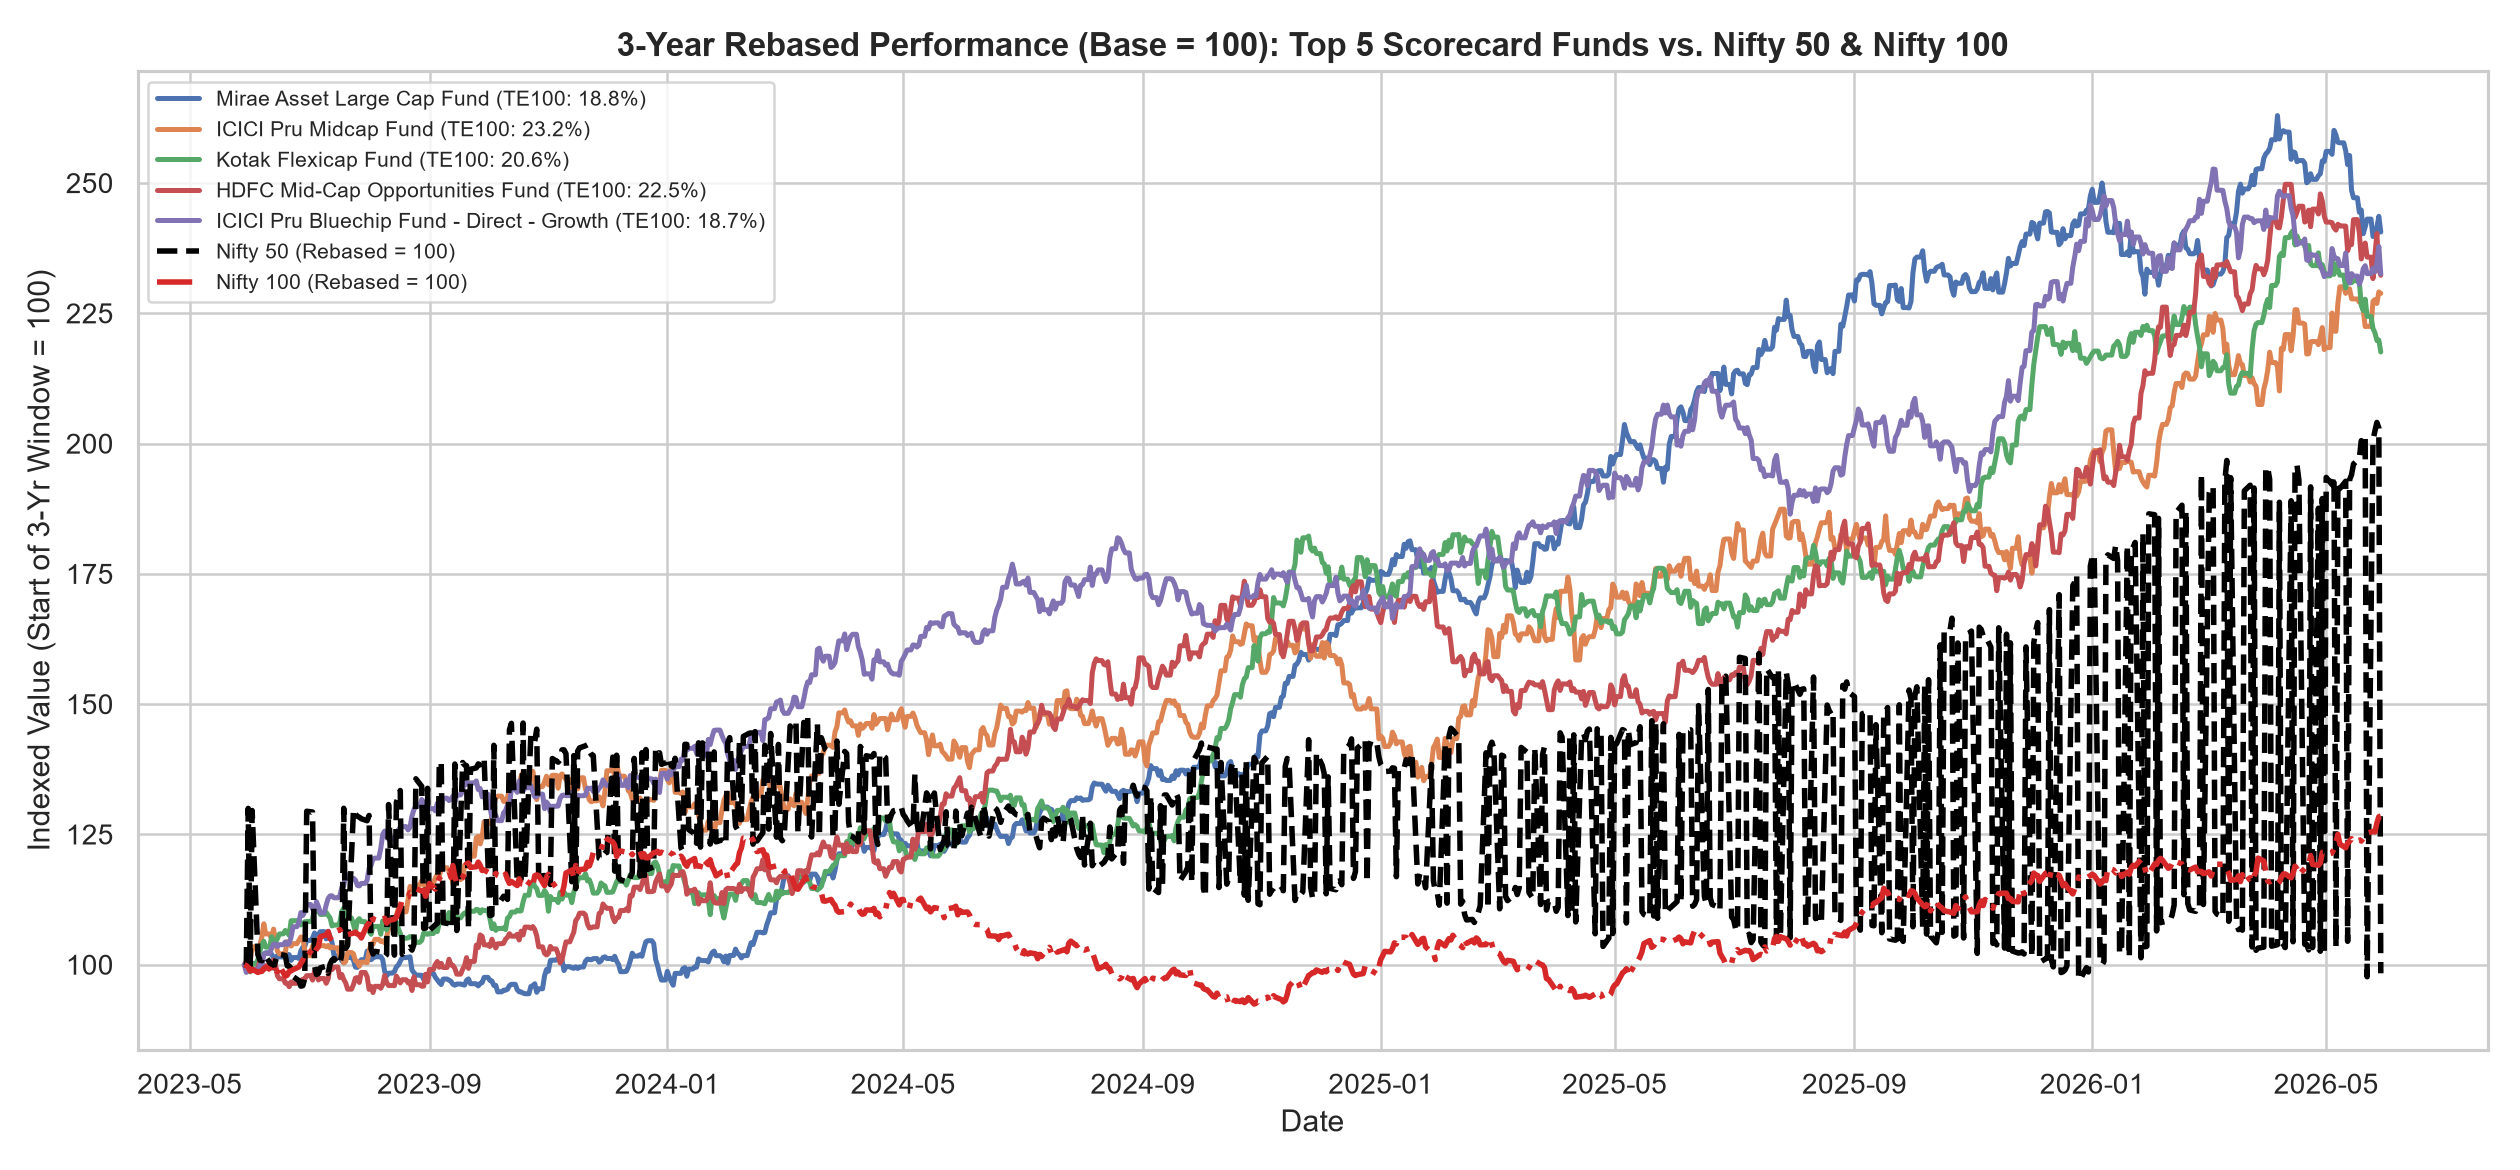 3-Year Rebased Performance (Base = 100): Top 5 Scorecard Funds vs. Nifty 50 & Nifty 100
Mirae Asset Large Cap Fund (TE100: 18.8%)
ICICI Pru Midcap Fund (TE100: 23.2%)
Kotak Flexicap Fund (TE100: 20.6%)
HDFC Mid-Cap Opportunities Fund (TE100: 22.5%)
ICICI Pru Bluechip Fund - Direct - Growth (TE100: 18.7%)
Nifty 50 (Rebased = 100)
Nifty 100 (Rebased = 100)
Indexed Value (Start of 3-Yr Window = 100)
250
225
200
175
150
125
100
2023-05
2023-09
2024-01
2024-05
2024-09
2025-01
2025-05
2025-09
2026-01
2026-05
Date